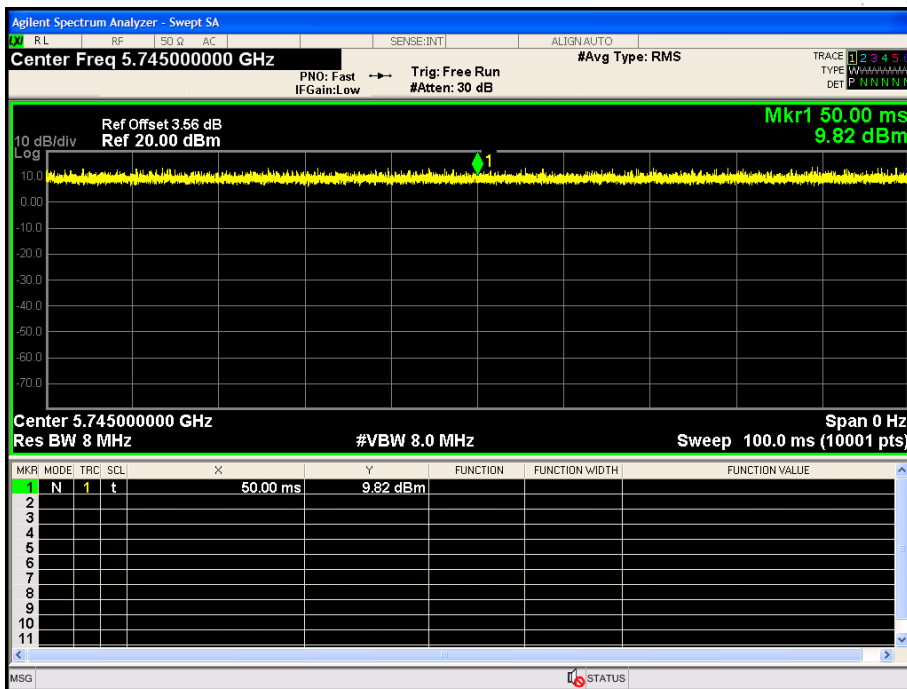 Agilent Spectrum Analyzer - Swept SA
LXI RL RF 50 Ω AC SENSE:INT ALIGN AUTO
Center Freq 5.745000000 GHz #Avg Type: RMS TRACE 1 2 3 4 5 6
PNO: Fast Trig: Free Run TYPE
IFGain:Low #Atten: 30 dB DET P N N N N N
Mkr1 50.00 ms
Ref Offset 3.56 dB
10 dB/div Ref 20.00 dBm 9.82 dBm
Log
1
10.0
0.00
-10.0
-20.0
-30.0
-40.0
-50.0
-60.0
-70.0
Center 5.745000000 GHz Span 0 Hz
Res BW 8 MHz #VBW 8.0 MHz Sweep 100.0 ms (10001 pts)
MKR MODE TRC SCL X Y FUNCTION FUNCTION WIDTH FUNCTION VALUE
1 N 1 t 50.00 ms 9.82 dBm
2
3
4
5
6
7
8
9
10
11
MSG STATUS